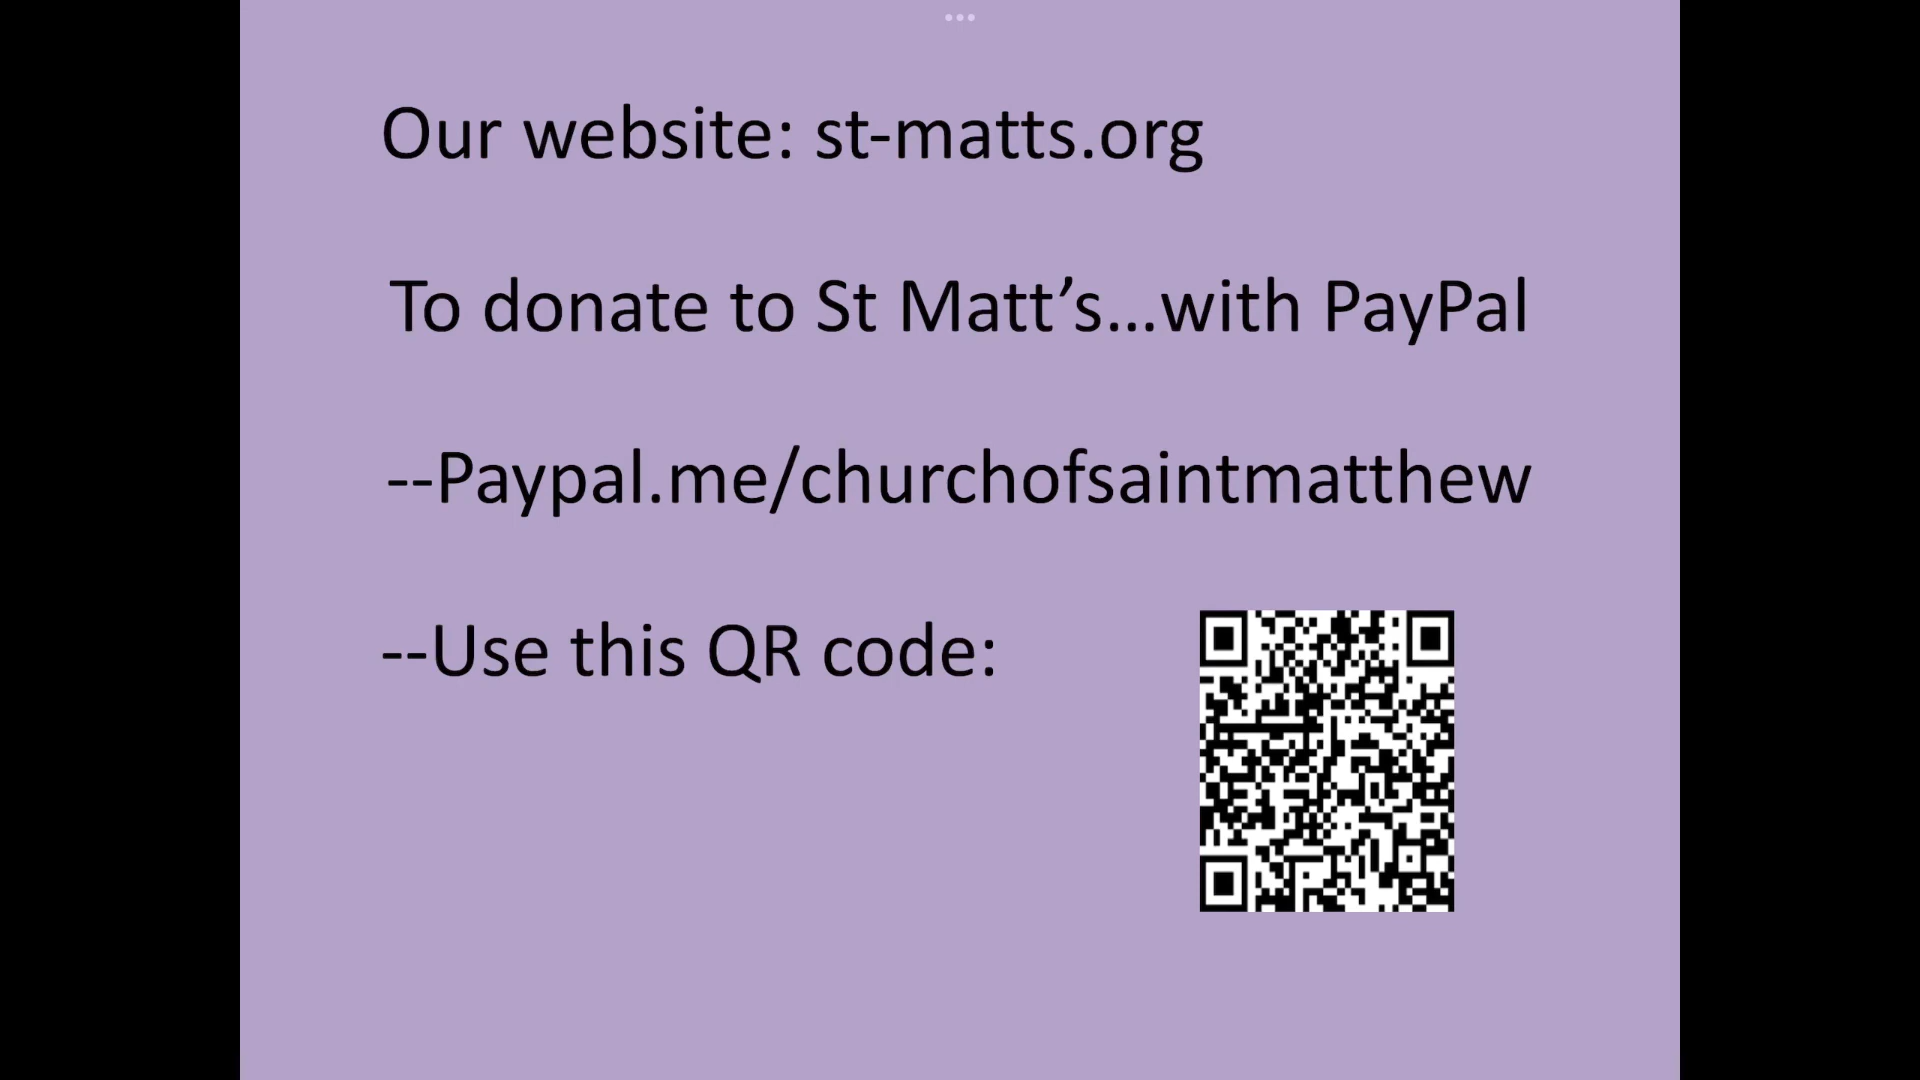 Our website: st-matts.org
To donate to St Matt’s...with PayPal
--Paypal.me/churchofsaintmatthew
--Use this QR code: